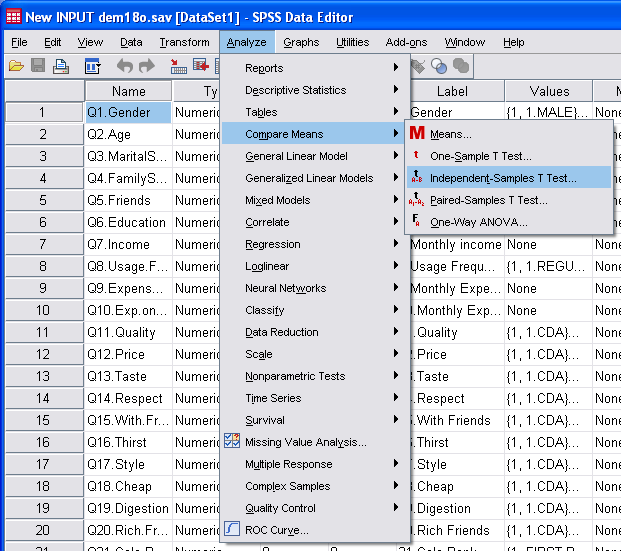 New INPUT dem18o.sav [DataSet1] - SPSS Data Editor
File Edit View Data Transform Analyze Graphs Utilities Add-ons Window Help
Name Ty Label Values M
1 Q1.Gender Numeric Gender {1, 1.MALE}... None
2 Q2.Age Numeric
3 Q3.MaritalS... Numeric
4 Q4.FamilyS... Numeric
5 Q5.Friends Numeric
6 Q6.Education Numeric
7 Q7.Income Numeric Monthly income None None
8 Q8.Usage.F... Numeric Usage Frequ... {1, 1.REGU... None
9 Q9.Expens... Numeric Monthly Expe... None None
10 Q10.Exp.on... Numeric 0.Monthly Exp... None None
11 Q11.Quality Numeric 1.Quality {1, 1.CDA}... None
12 Q12.Price Numeric 2.Price {1, 1.CDA}... None
13 Q13.Taste Numeric 3.Taste {1, 1.CDA}... None
14 Q14.Respect Numeric 4.Respect {1, 1.CDA}... None
15 Q15.With.Fr... Numeric 5.With Friends {1, 1.CDA}... None
16 Q16.Thirst Numeric 6.Thirst {1, 1.CDA}... None
17 Q17.Style Numeric 7.Style {1, 1.CDA}... None
18 Q18.Cheap Numeric 8.Cheap {1, 1.CDA}... None
19 Q19.Digestion Numeric 9.Digestion {1, 1.CDA}... None
20 Q20.Rich.Fr... Numeric 0.Rich Friends {1, 1.CDA}... None
Reports
Descriptive Statistics
Tables
Compare Means
General Linear Model
Generalized Linear Models
Mixed Models
Correlate
Regression
Loglinear
Neural Networks
Classify
Data Reduction
Scale
Nonparametric Tests
Time Series
Survival
Missing Value Analysis...
Multiple Response
Complex Samples
Quality Control
ROC Curve...
Means...
One-Sample T Test...
Independent-Samples T Test...
Paired-Samples T Test...
One-Way ANOVA...